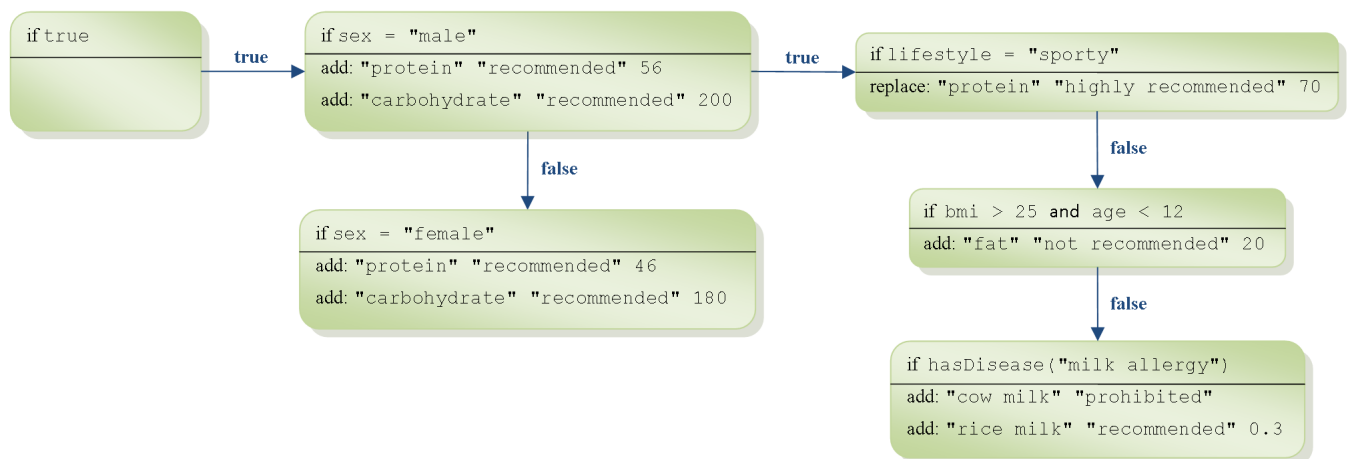 if true
true
if sex = "male"
add: "protein" "recommended" 56
add: "carbohydrate" "recommended" 200
true
if lifestyle = "sporty"
replace: "protein" "highly recommended" 70
false
if sex = "female"
add: "protein" "recommended" 46
add: "carbohydrate" "recommended" 180
false
if bmi > 25 and age < 12
add: "fat" "not recommended" 20
false
if hasDisease("milk allergy")
add: "cow milk" "prohibited"
add: "rice milk" "recommended" 0.3